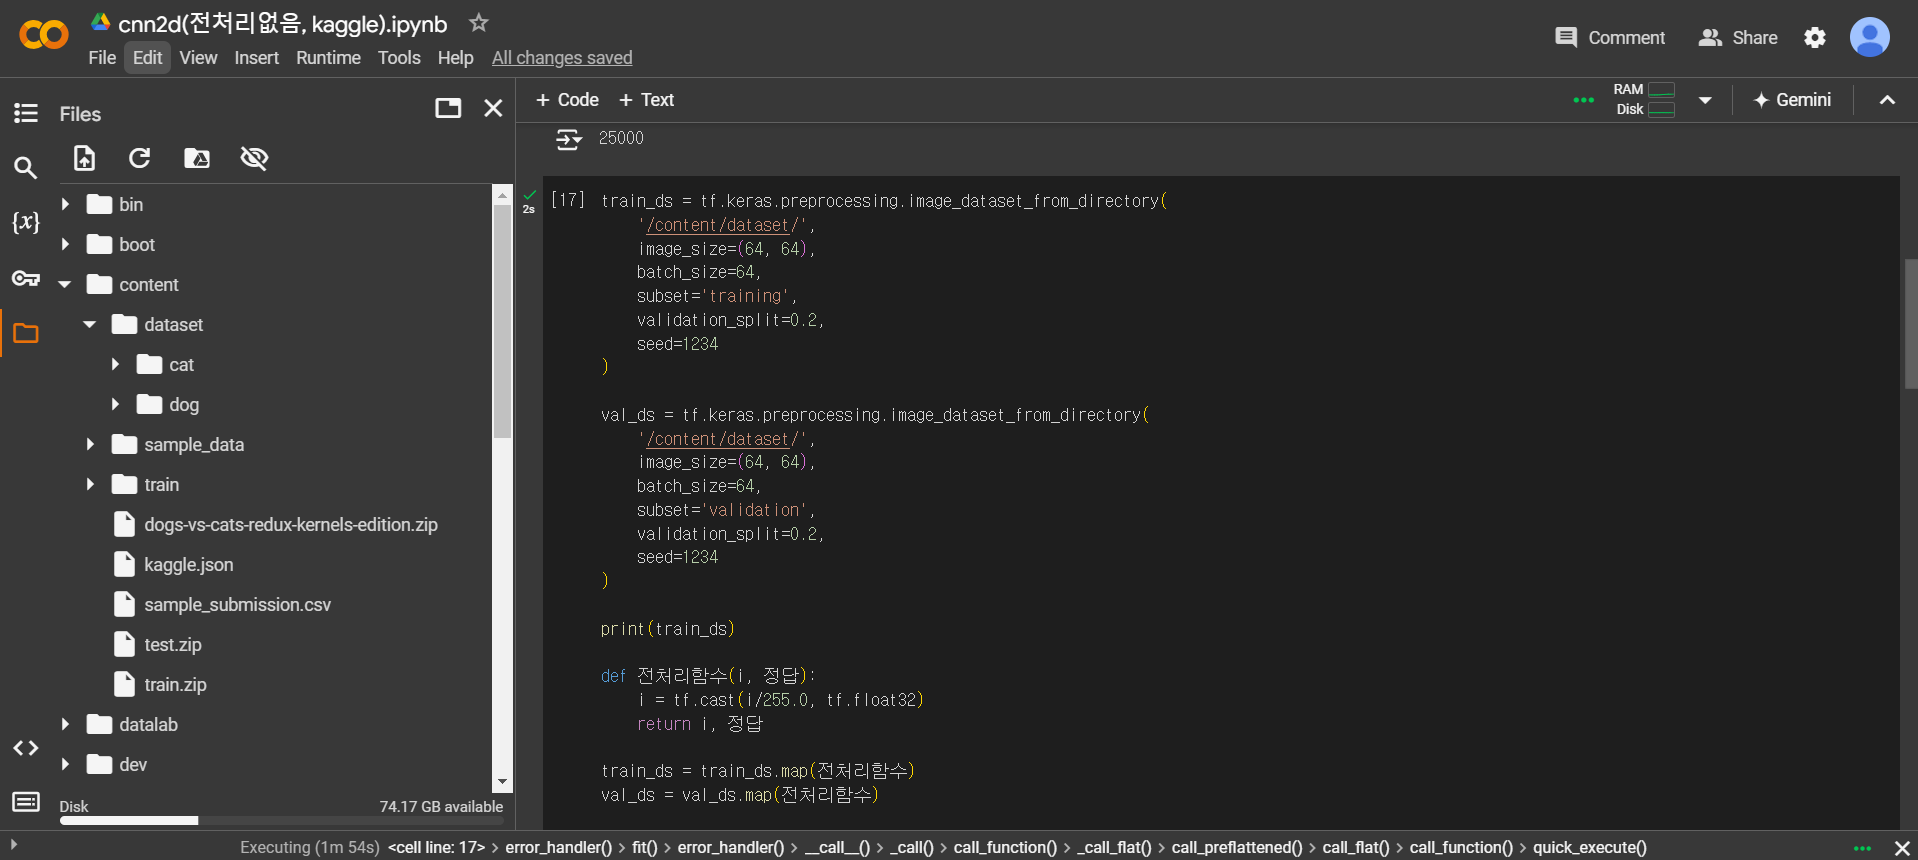 cnn2d(전처리없음, kaggle).ipynb
File Edit View Insert Runtime Tools Help All changes saved
Comment Share
Files
+ Code + Text
RAM
Disk
Gemini
25000
bin
boot
content
dataset
cat
dog
sample_data
train
dogs-vs-cats-redux-kernels-edition.zip
kaggle.json
sample_submission.csv
test.zip
train.zip
datalab
dev
Disk 74.17 GB available
{x}
2s
[17] train_ds = tf.keras.preprocessing.image_dataset_from_directory(
'/content/dataset/',
image_size=(64, 64),
batch_size=64,
subset='training',
validation_split=0.2,
seed=1234
)
val_ds = tf.keras.preprocessing.image_dataset_from_directory(
'/content/dataset/',
image_size=(64, 64),
batch_size=64,
subset='validation',
validation_split=0.2,
seed=1234
)
print(train_ds)
def 전처리함수(i, 정답):
i = tf.cast(i/255.0, tf.float32)
return i, 정답
train_ds = train_ds.map(전처리함수)
val_ds = val_ds.map(전처리함수)
Executing (1m 54s) <cell line: 17> > error_handler() > fit() > error_handler() > __call__() > _call() > call_function() > _call_flat() > call_preflattened() > call_flat() > call_function() > quick_execute()